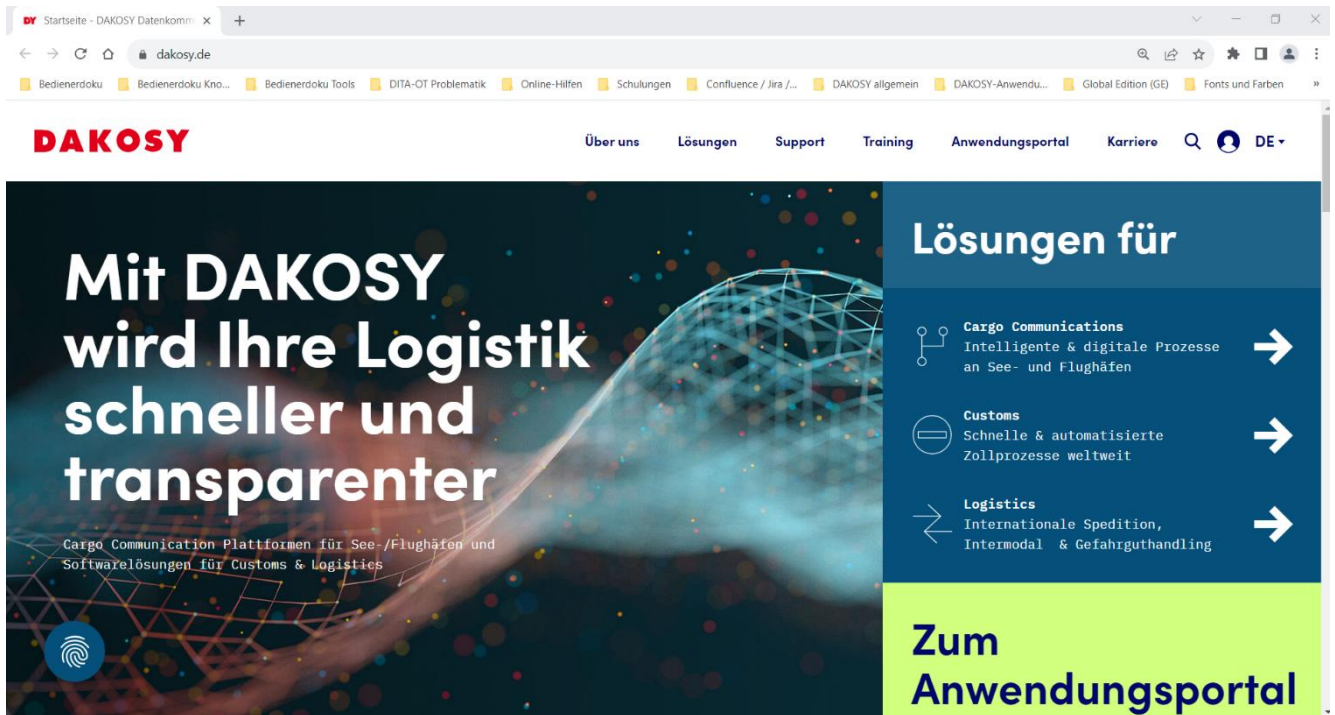 DY Startseite - DAKOSY Datenkomm
dakosy.de
Bedienerdoku Bedienerdoku Kno... Bedienerdoku Tools DITA-OT Problematik Online-Hilfen Schulungen Confluence / Jira /... DAKOSY allgemein DAKOSY-Anwendu... Global Edition (GE) Fonts und Farben »
DAKOSY
Über uns Lösungen Support Training Anwendungsportal Karriere DE
Mit DAKOSY
wird Ihre Logistik
schneller und
transparenter
Cargo Communication Plattformen für See-/Flughäfen und
Softwarelösungen für Customs & Logistics
Lösungen für
Cargo Communications
Intelligente & digitale Prozesse
an See- und Flughäfen
Customs
Schnelle & automatisierte
Zollprozesse weltweit
Logistics
Internationale Spedition,
Intermodal & Gefahrguthandling
Zum
Anwendungsportal